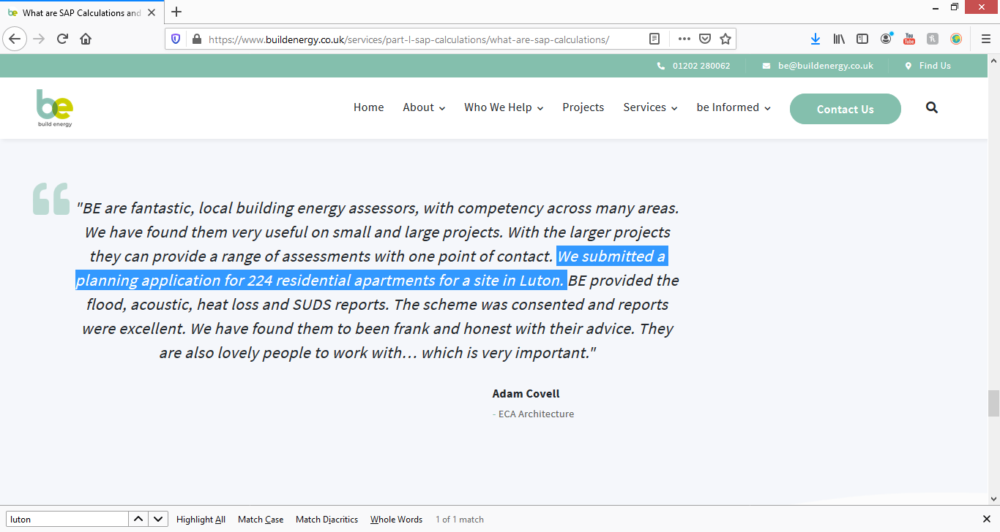 What are SAP Calculations and
https://www.buildenergy.co.uk/services/part-l-sap-calculations/what-are-sap-calculations/
01202 280062 be@buildenergy.co.uk Find Us
be
build energy
Home About Who We Help Projects Services be Informed Contact Us
"BE are fantastic, local building energy assessors, with competency across many areas.
We have found them very useful on small and large projects. With the larger projects
they can provide a range of assessments with one point of contact. We submitted a
planning application for 224 residential apartments for a site in Luton. BE provided the
flood, acoustic, heat loss and SUDS reports. The scheme was consented and reports
were excellent. We have found them to been frank and honest with their advice. They
are also lovely people to work with… which is very important."
Adam Covell
- ECA Architecture
luton Highlight All Match Case Match Diacritics Whole Words 1 of 1 match